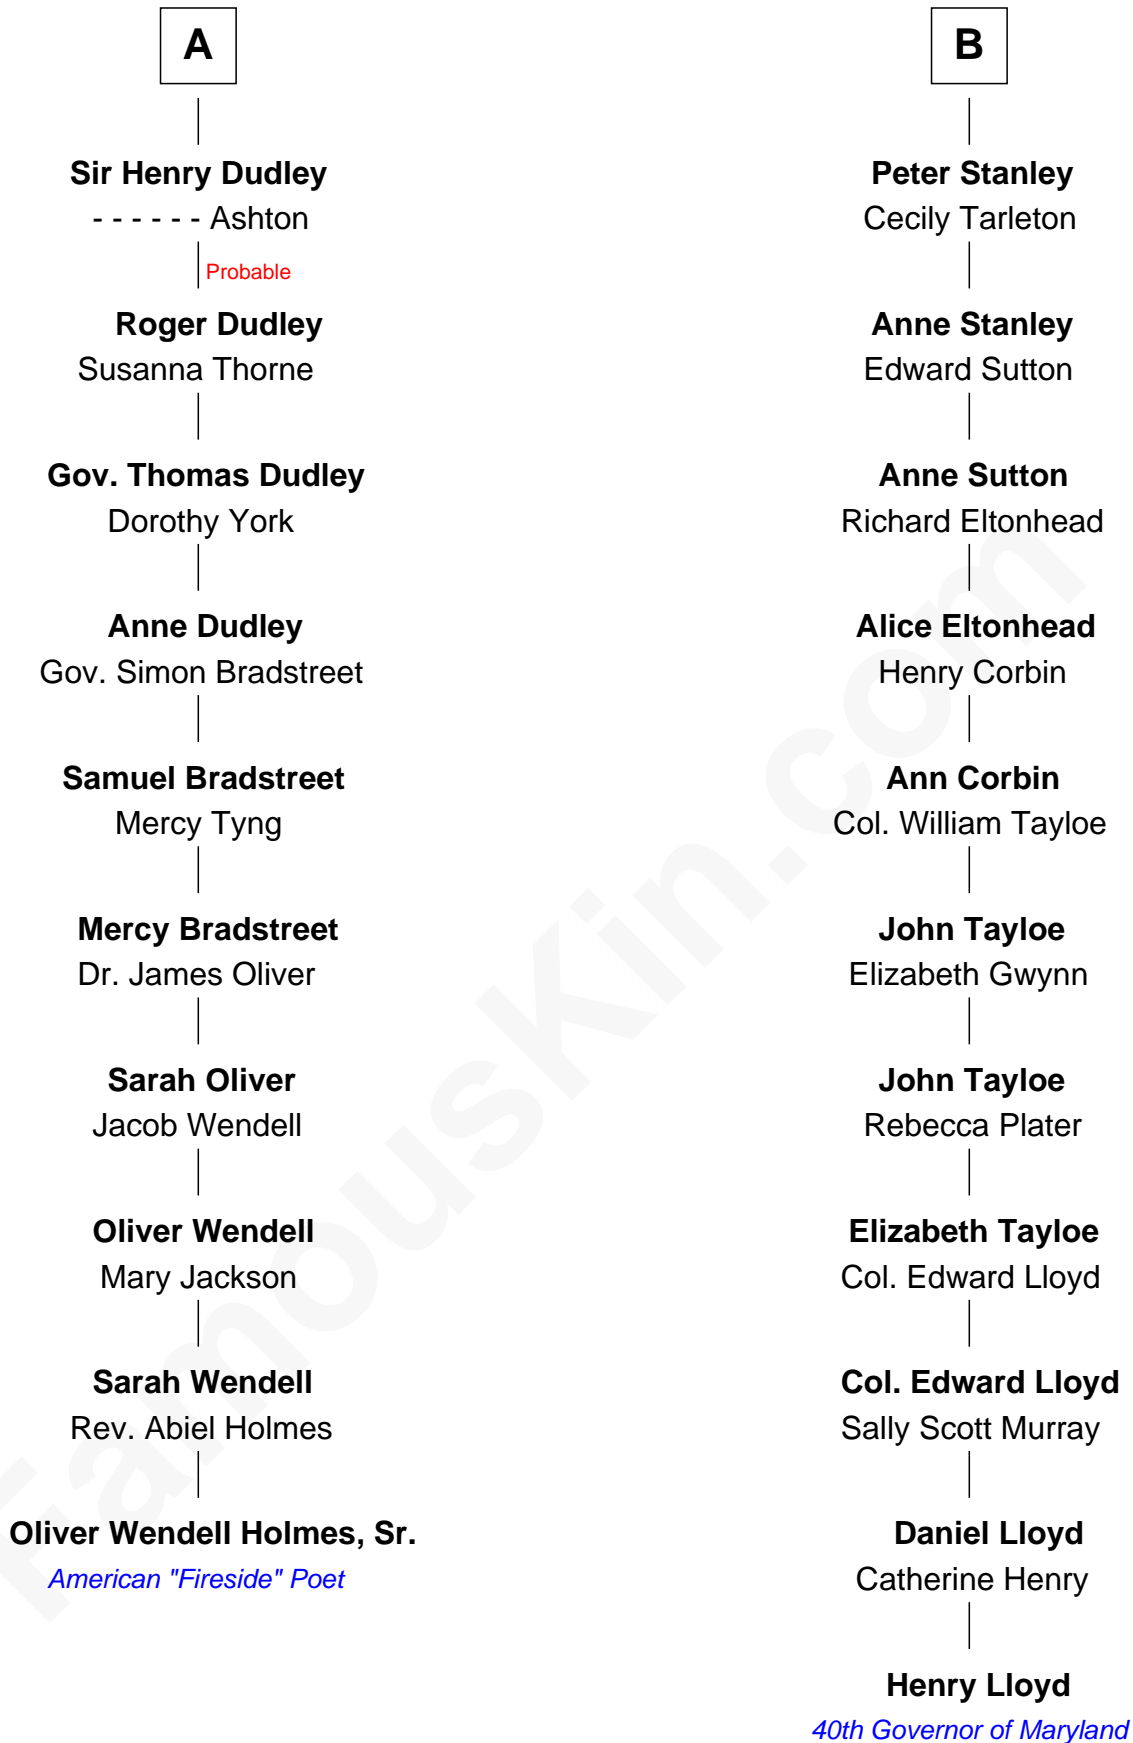 A
Sir Henry Dudley
- - - - - - Ashton
Probable
Roger Dudley
Susanna Thorne
Gov. Thomas Dudley
Dorothy York
Anne Dudley
Gov. Simon Bradstreet
Samuel Bradstreet
Mercy Tyng
Mercy Bradstreet
Dr. James Oliver
Sarah Oliver
Jacob Wendell
Oliver Wendell
Mary Jackson
Sarah Wendell
Rev. Abiel Holmes
Oliver Wendell Holmes, Sr.
American "Fireside" Poet
B
Peter Stanley
Cecily Tarleton
Anne Stanley
Edward Sutton
Anne Sutton
Richard Eltonhead
Alice Eltonhead
Henry Corbin
Ann Corbin
Col. William Tayloe
John Tayloe
Elizabeth Gwynn
John Tayloe
Rebecca Plater
Elizabeth Tayloe
Col. Edward Lloyd
Col. Edward Lloyd
Sally Scott Murray
Daniel Lloyd
Catherine Henry
Henry Lloyd
40th Governor of Maryland
FamousKin.com